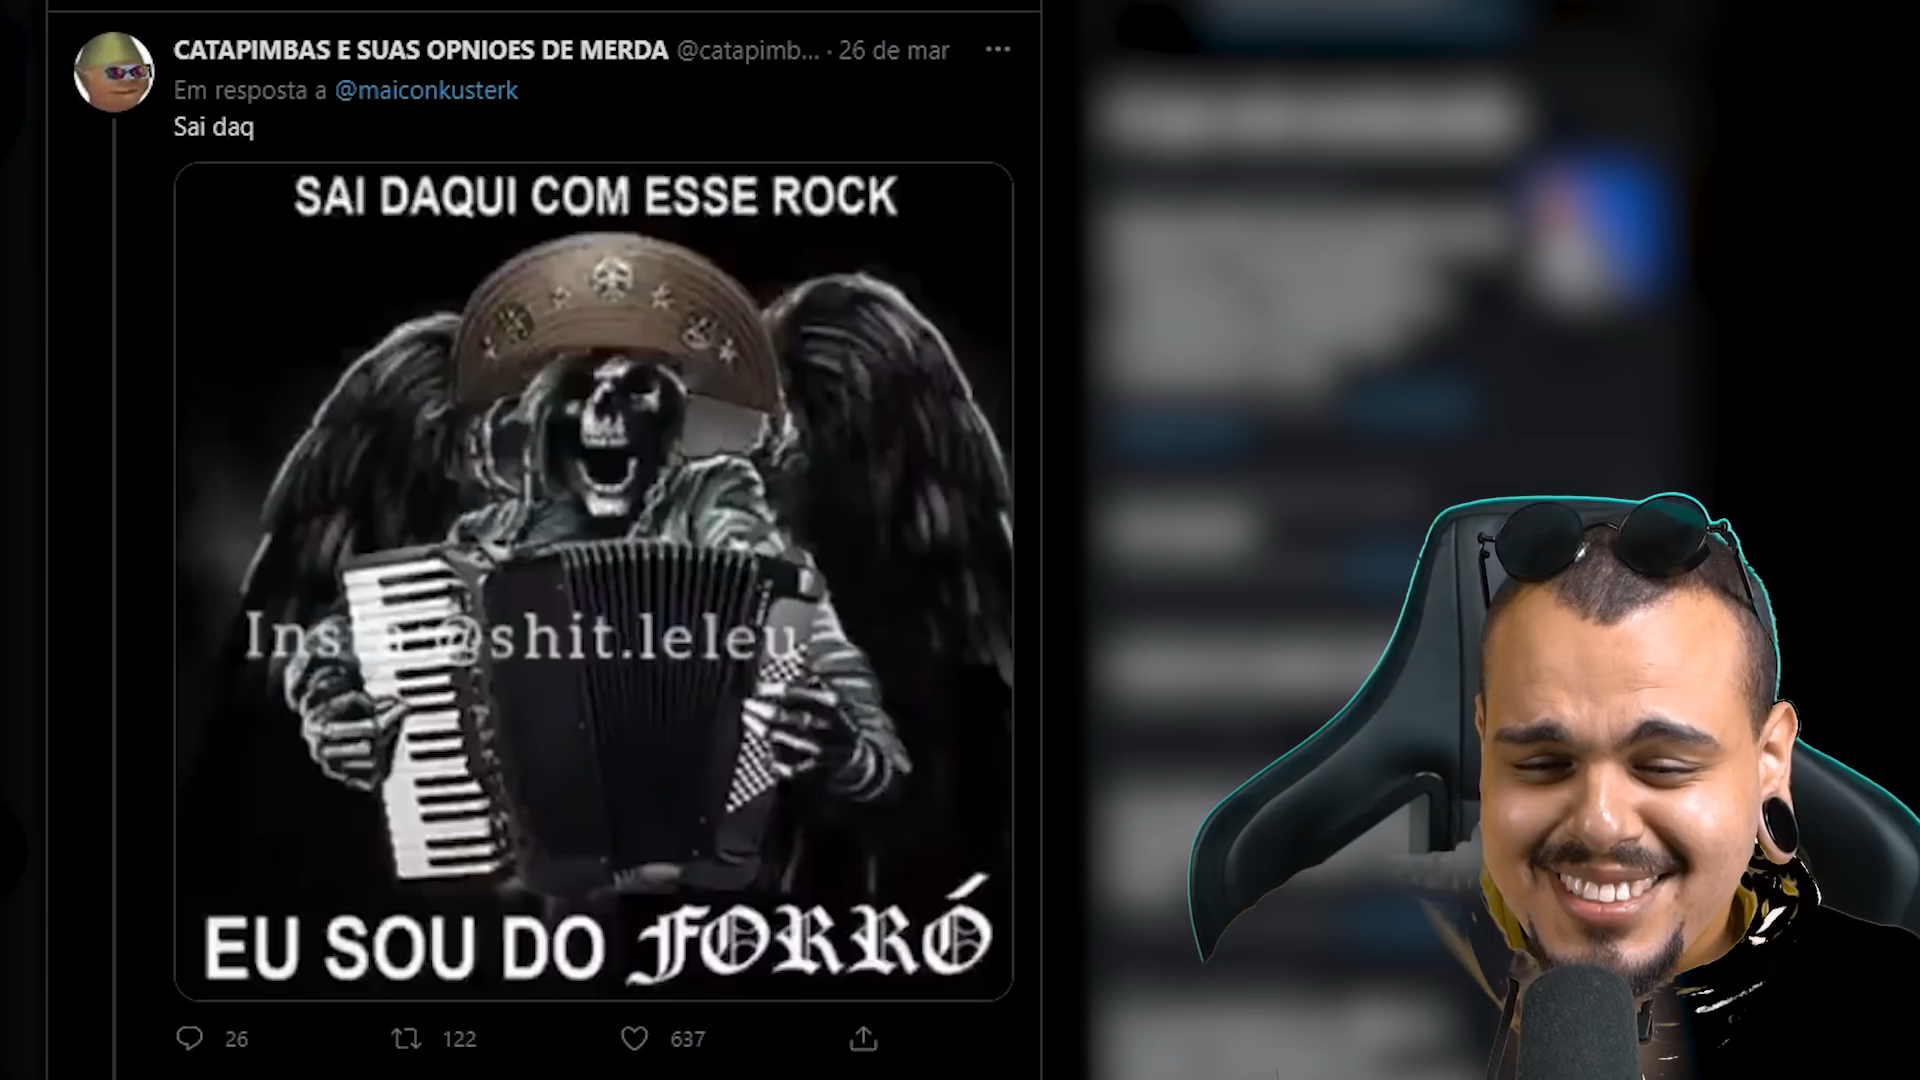 CATAPIMBAS E SUAS OPNIOES DE MERDA @catapimb... · 26 de mar
Em resposta a @maiconkusterk
Sai daq
SAI DAQUI COM ESSE ROCK
@shit.leleu
EU SOU DO FORRÓ
26 122 637